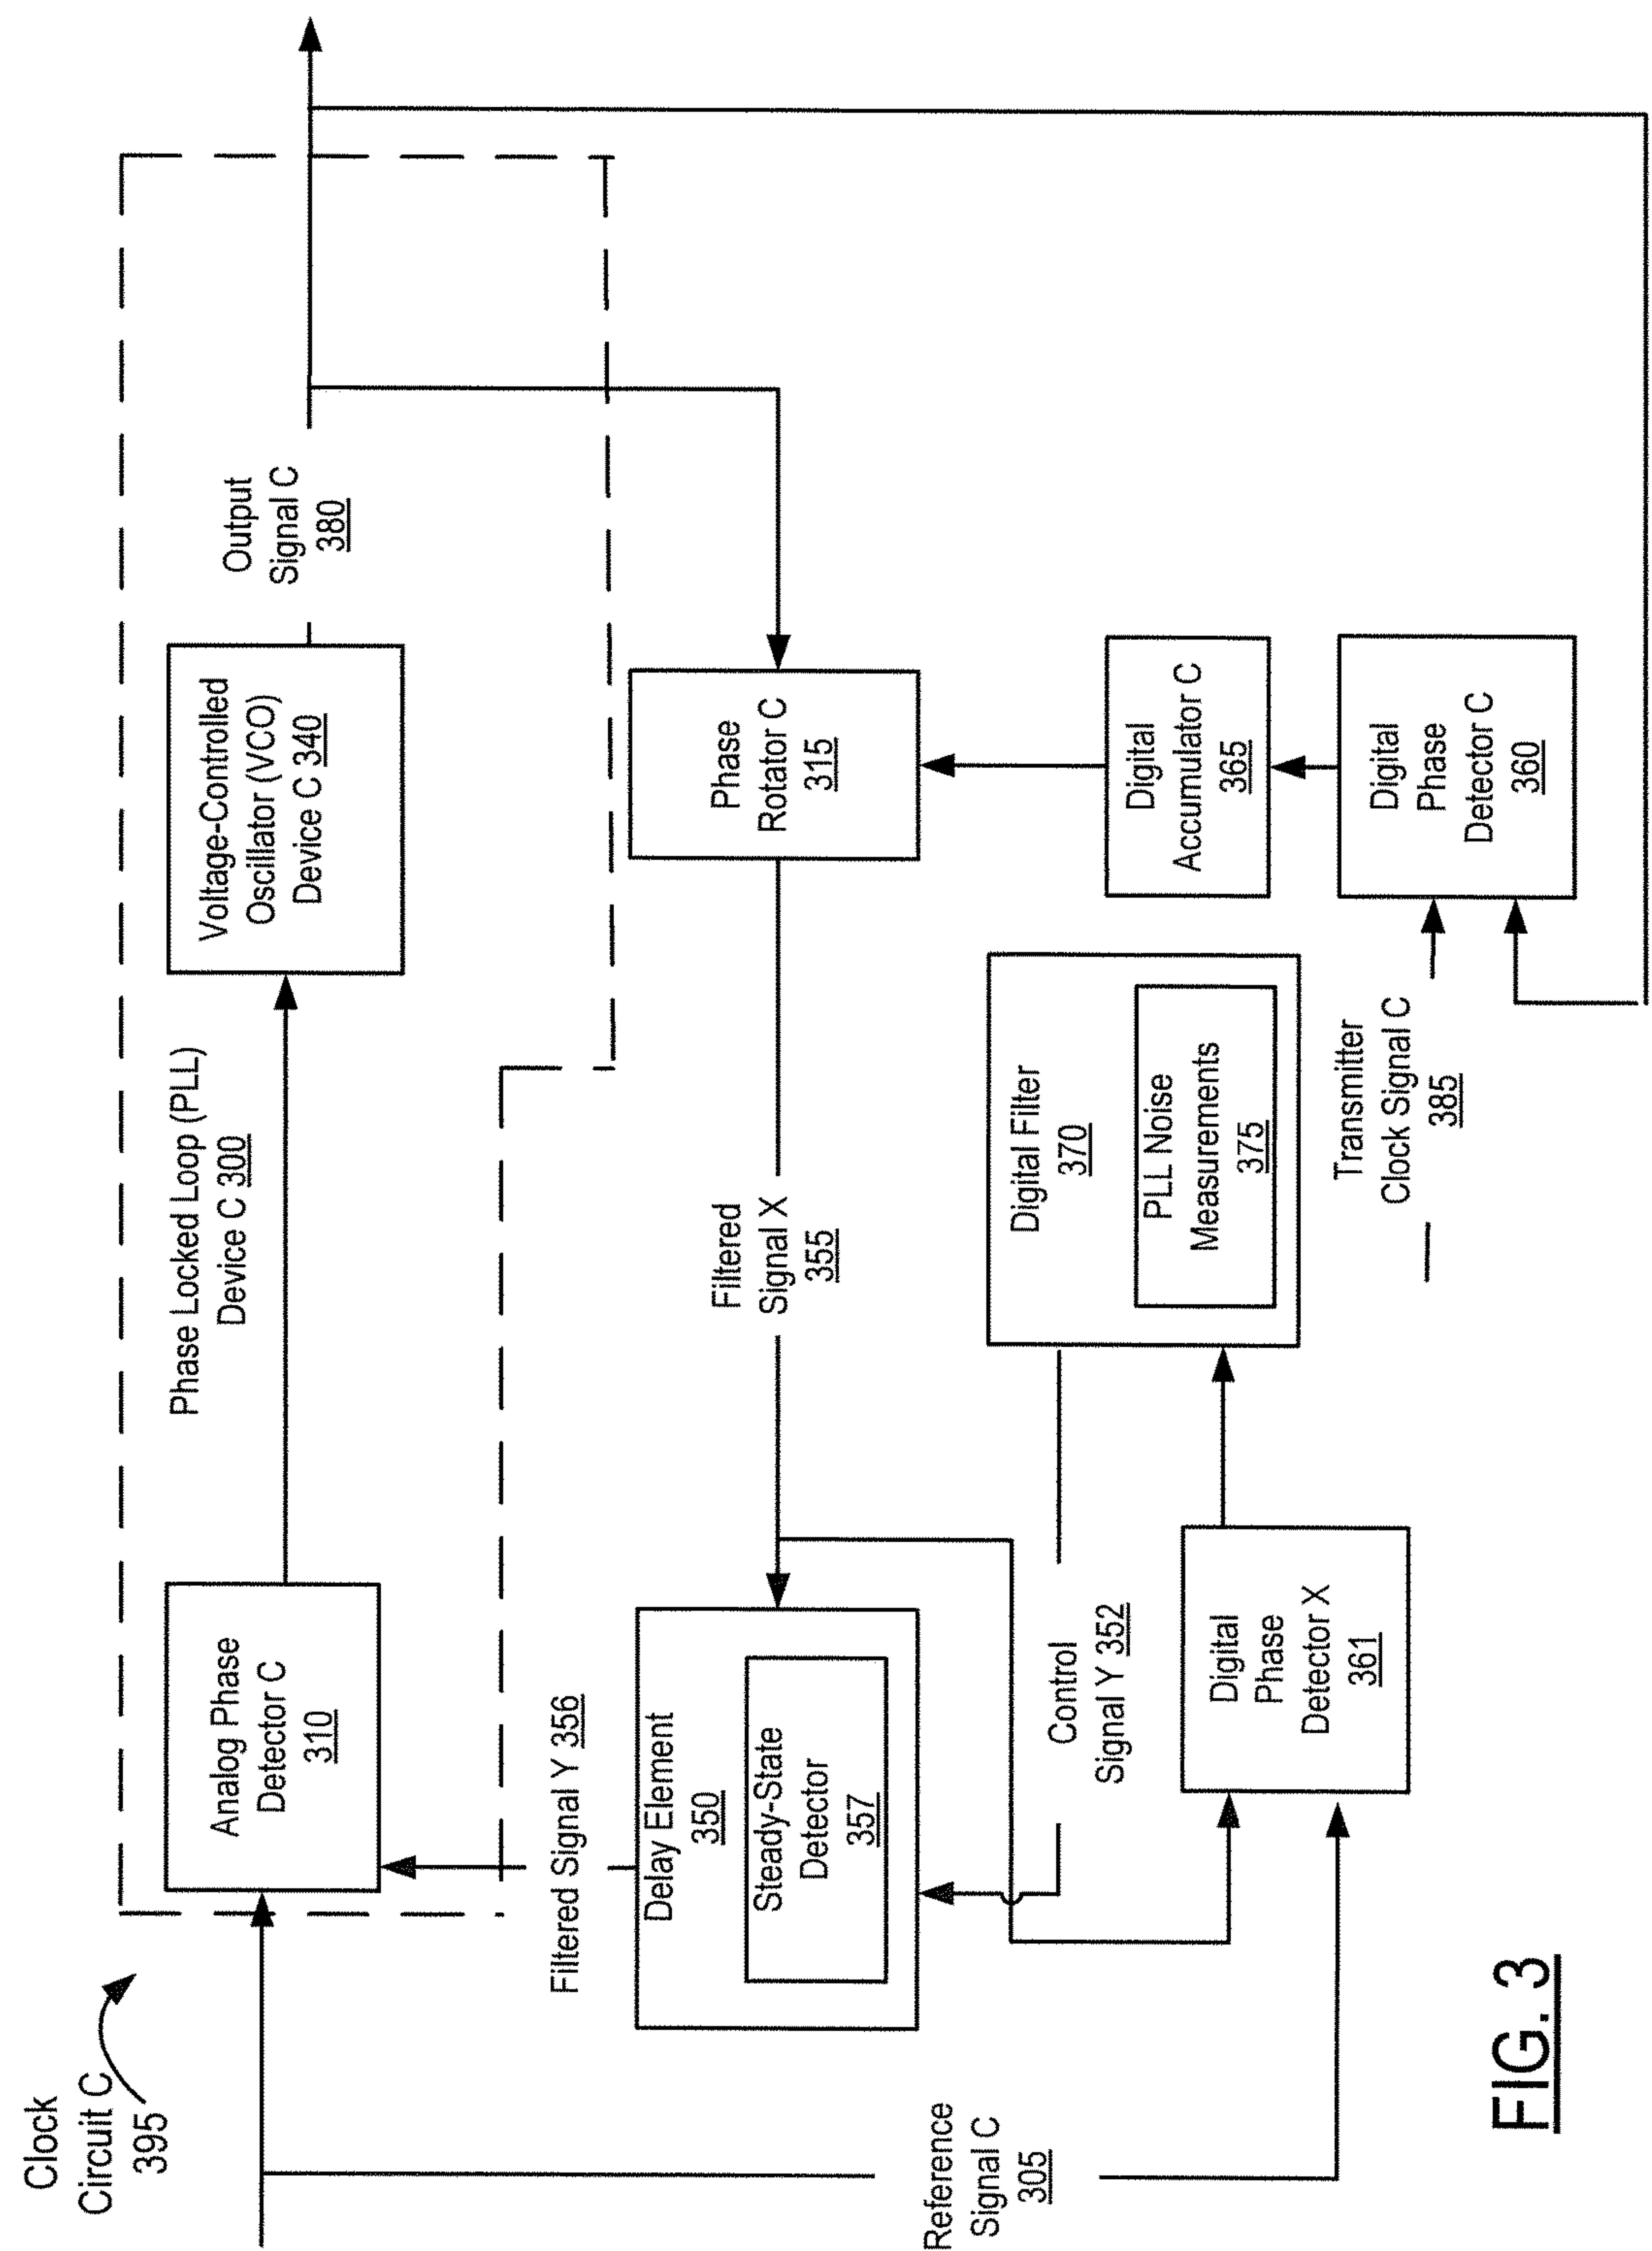 Clock
Circuit C
395
Phase Locked Loop (PLL)
Device C 300
Analog Phase
Detector C
310
Voltage-Controlled
Oscillator (VCO)
Device C 340
Output
Signal C
380
Filtered Signal Y 356
Delay Element
350
Steady-State
Detector
357
Filtered
Signal X
355
Phase
Rotator C
315
Reference
Signal C
305
Control
Signal Y 352
Digital Filter
370
PLL Noise
Measurements
375
Digital
Accumulator C
365
Digital
Phase
Detector X
361
Transmitter
Clock Signal C
385
Digital
Phase
Detector C
360
FIG. 3